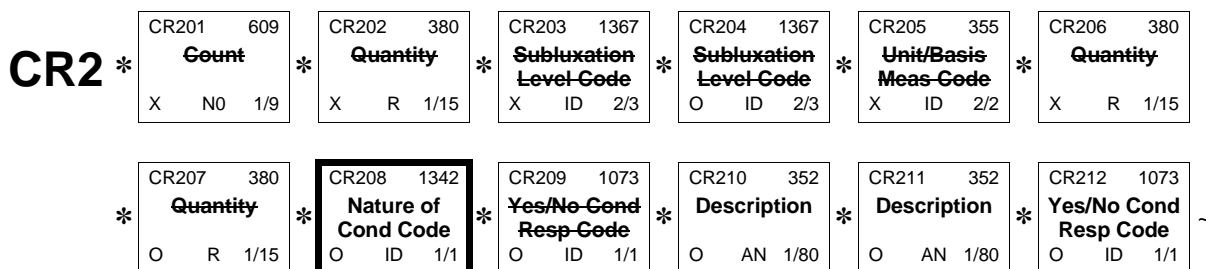 CR201 609 CR202 380 CR203 1367 CR204 1367 CR205 355 CR206 380
CR2 * Count * Quantity * Subluxation * Subluxation * Unit/Basis * Quantity
Level Code Level Code Meas Code
X N0 1/9 X R 1/15 X ID 2/3 O ID 2/3 X ID 2/2 X R 1/15
CR207 380 CR208 1342 CR209 1073 CR210 352 CR211 352 CR212 1073
* Quantity * Nature of * Yes/No Cond * Description * Description * Yes/No Cond ~
Cond Code Resp Code Resp Code
O R 1/15 O ID 1/1 O ID 1/1 O AN 1/80 O AN 1/80 O ID 1/1